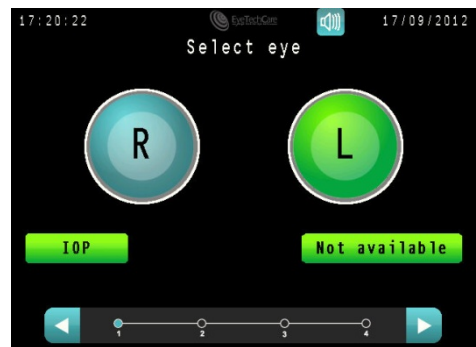 17:20:22 EyeTechCare 17/09/2012
Select eye
R L
IOP Not available
1 2 3 4